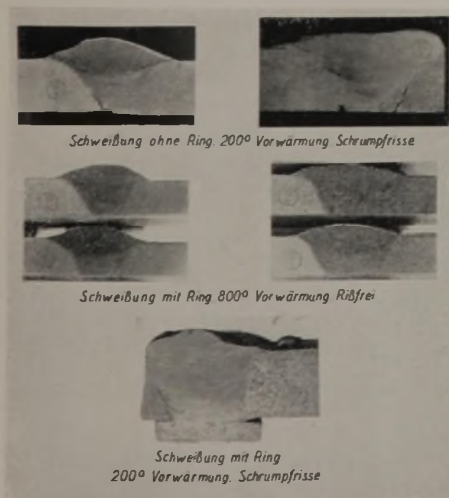 Schweißung ohne Ring. 200° Vorwärmung Schrumpfrisse
Schweißung mit Ring 800° Vorwärmung Rißfrei
Schweißung mit Ring
200° Vorwärmung. Schrumpfrisse